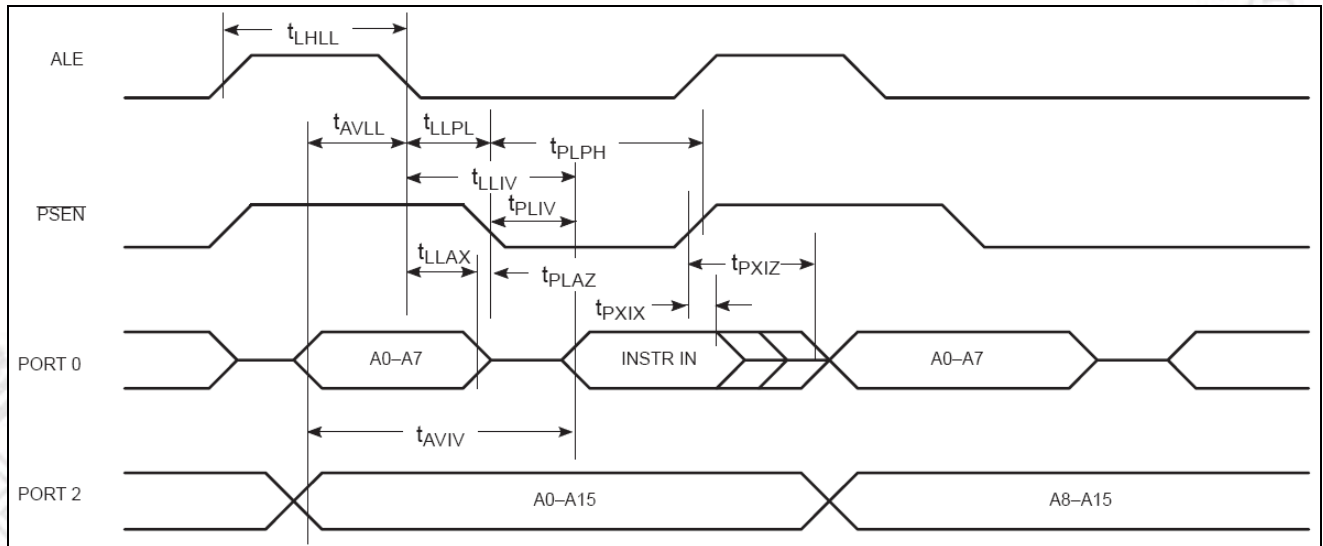 tLHLL
ALE
tAVLL tLLPL tPLPH
tLLIV
PSEN tPLIV
tLLAX tPLAZ tPXIZ
tPXIX
PORT 0 A0–A7 INSTR IN A0–A7
tAVIV
PORT 2 A0–A15 A8–A15